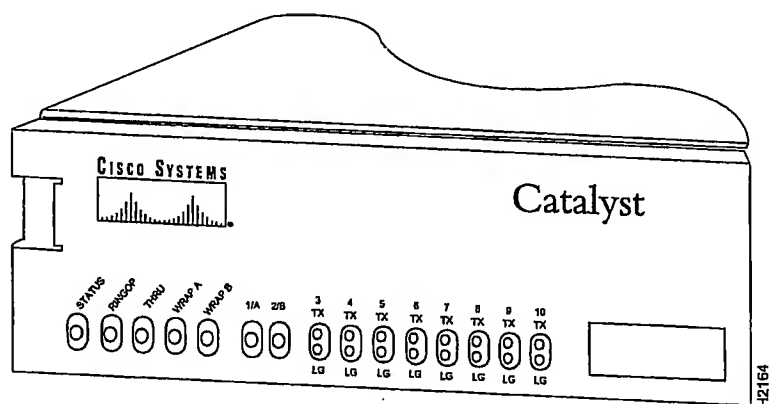 CISCO SYSTEMS
Catalyst
STATUS
RINGOP
THRU
WRAP A
WRAP B
1/A 2/B
3 4 5 6 7 8 9 10
TX TX TX TX TX TX TX TX
LG LG LG LG LG LG LG LG
H2164